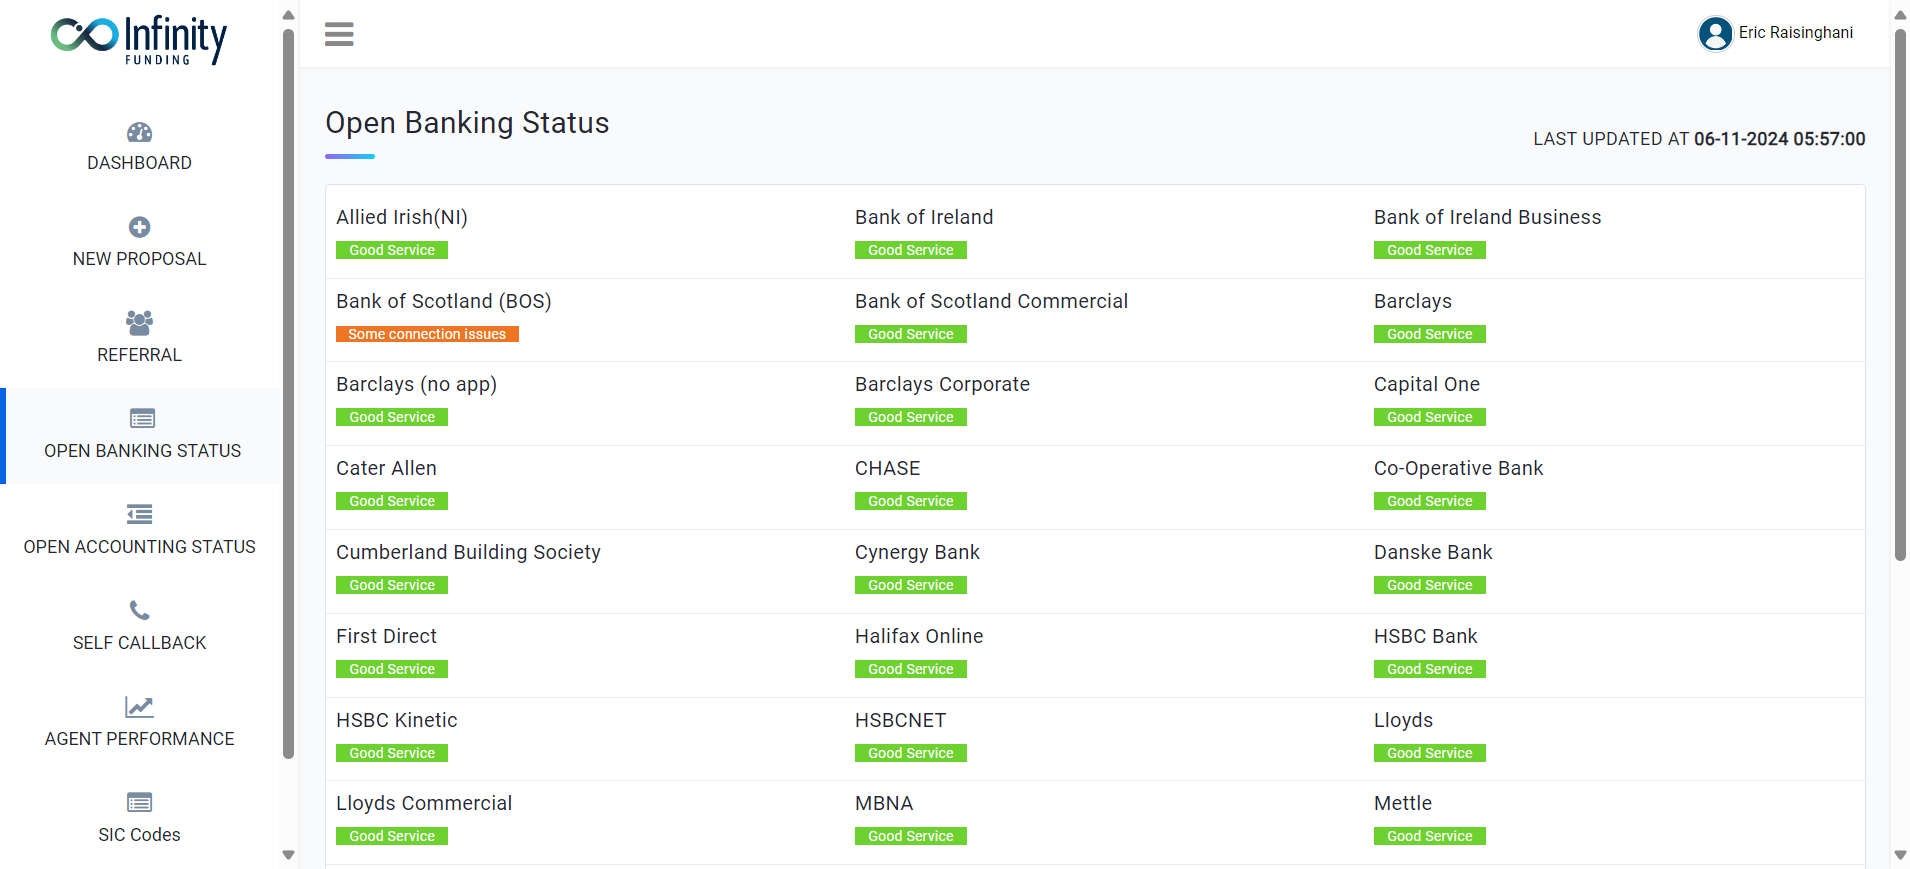 Infinity
FUNDING
Eric Raisinghani
DASHBOARD
NEW PROPOSAL
REFERRAL
OPEN BANKING STATUS
OPEN ACCOUNTING STATUS
SELF CALLBACK
AGENT PERFORMANCE
SIC Codes
Open Banking Status
LAST UPDATED AT 06-11-2024 05:57:00
Allied Irish(NI)
Good Service
Bank of Ireland
Good Service
Bank of Ireland Business
Good Service
Bank of Scotland (BOS)
Some connection issues
Bank of Scotland Commercial
Good Service
Barclays
Good Service
Barclays (no app)
Good Service
Barclays Corporate
Good Service
Capital One
Good Service
Cater Allen
Good Service
CHASE
Good Service
Co-Operative Bank
Good Service
Cumberland Building Society
Good Service
Cynergy Bank
Good Service
Danske Bank
Good Service
First Direct
Good Service
Halifax Online
Good Service
HSBC Bank
Good Service
HSBC Kinetic
Good Service
HSBCNET
Good Service
Lloyds
Good Service
Lloyds Commercial
Good Service
MBNA
Good Service
Mettle
Good Service